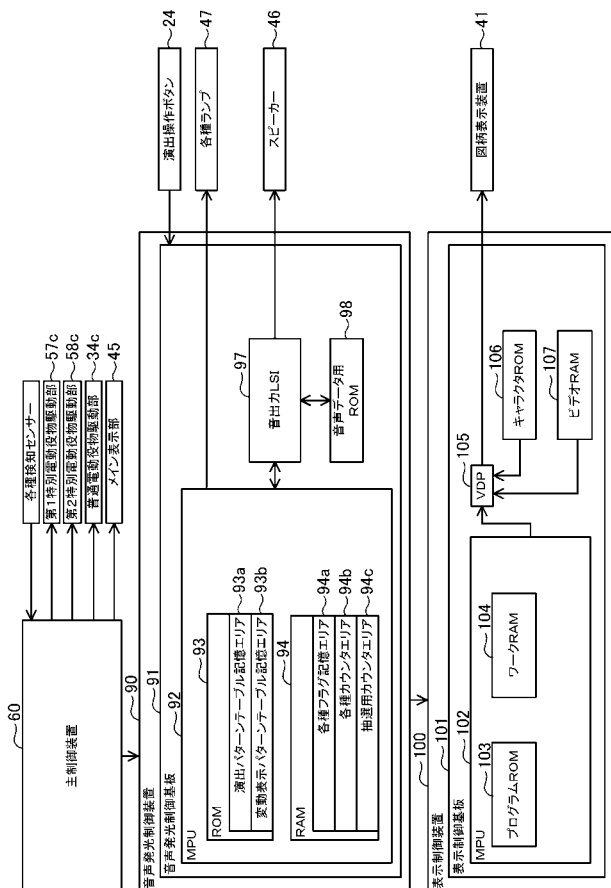 60
主制御装置
各種検知センサー
第1特別電動役物駆動部
57c
第2特別電動役物駆動部
58c
普通電動役物駆動部
34c
メイン表示部
45
90
音声発光制御装置
91
音声発光制御基板
92
MPU
93
ROM
演出パターンテーブル記憶エリア
93a
変動表示パターンテーブル記憶エリア
93b
94
RAM
各種フラグ記憶エリア
94a
各種カウンタエリア
94b
抽選用カウンタエリア
94c
97
音出力LSI
98
音声データ用
ROM
演出操作ボタン
24
各種ランプ
47
スピーカー
46
100
表示制御装置
101
表示制御基板
102
MPU
103
プログラムROM
104
ワークRAM
105
VDP
106
キャラクタROM
107
ビデオRAM
図柄表示装置
41